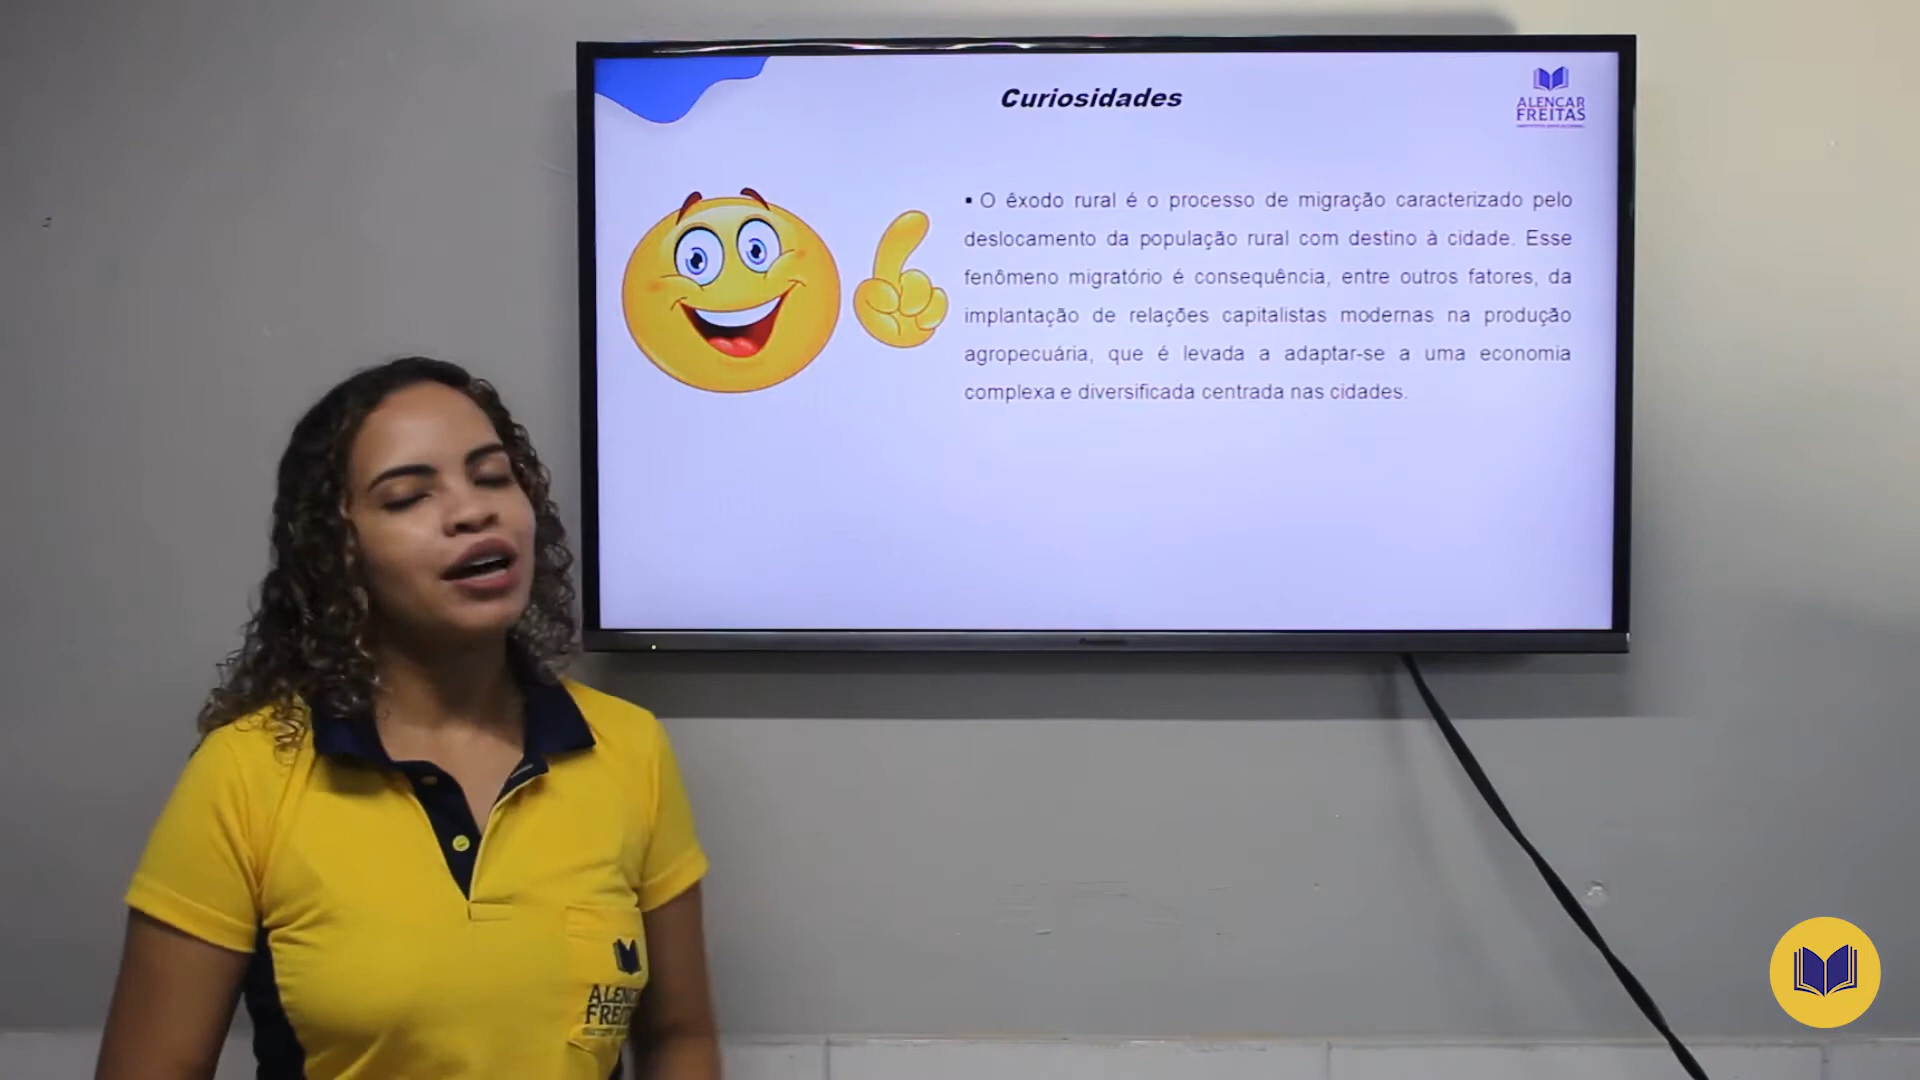 Curiosidades
ALENCAR
FREITAS
▪ O êxodo rural é o processo de migração caracterizado pelo
deslocamento da população rural com destino à cidade. Esse
fenômeno migratório é consequência, entre outros fatores, da
implantação de relações capitalistas modernas na produção
agropecuária, que é levada a adaptar-se a uma economia
complexa e diversificada centrada nas cidades.